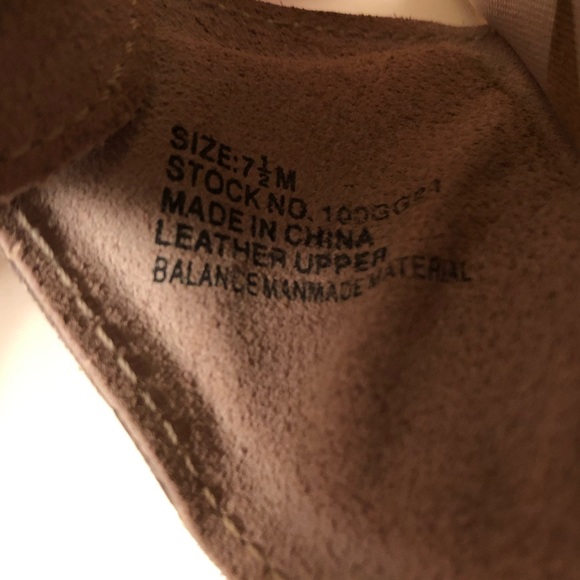 SIZE:7½M
STOCK NO.
MADE IN CHINA
LEATHER UPPER
BALANCE MANMADE MATERIAL